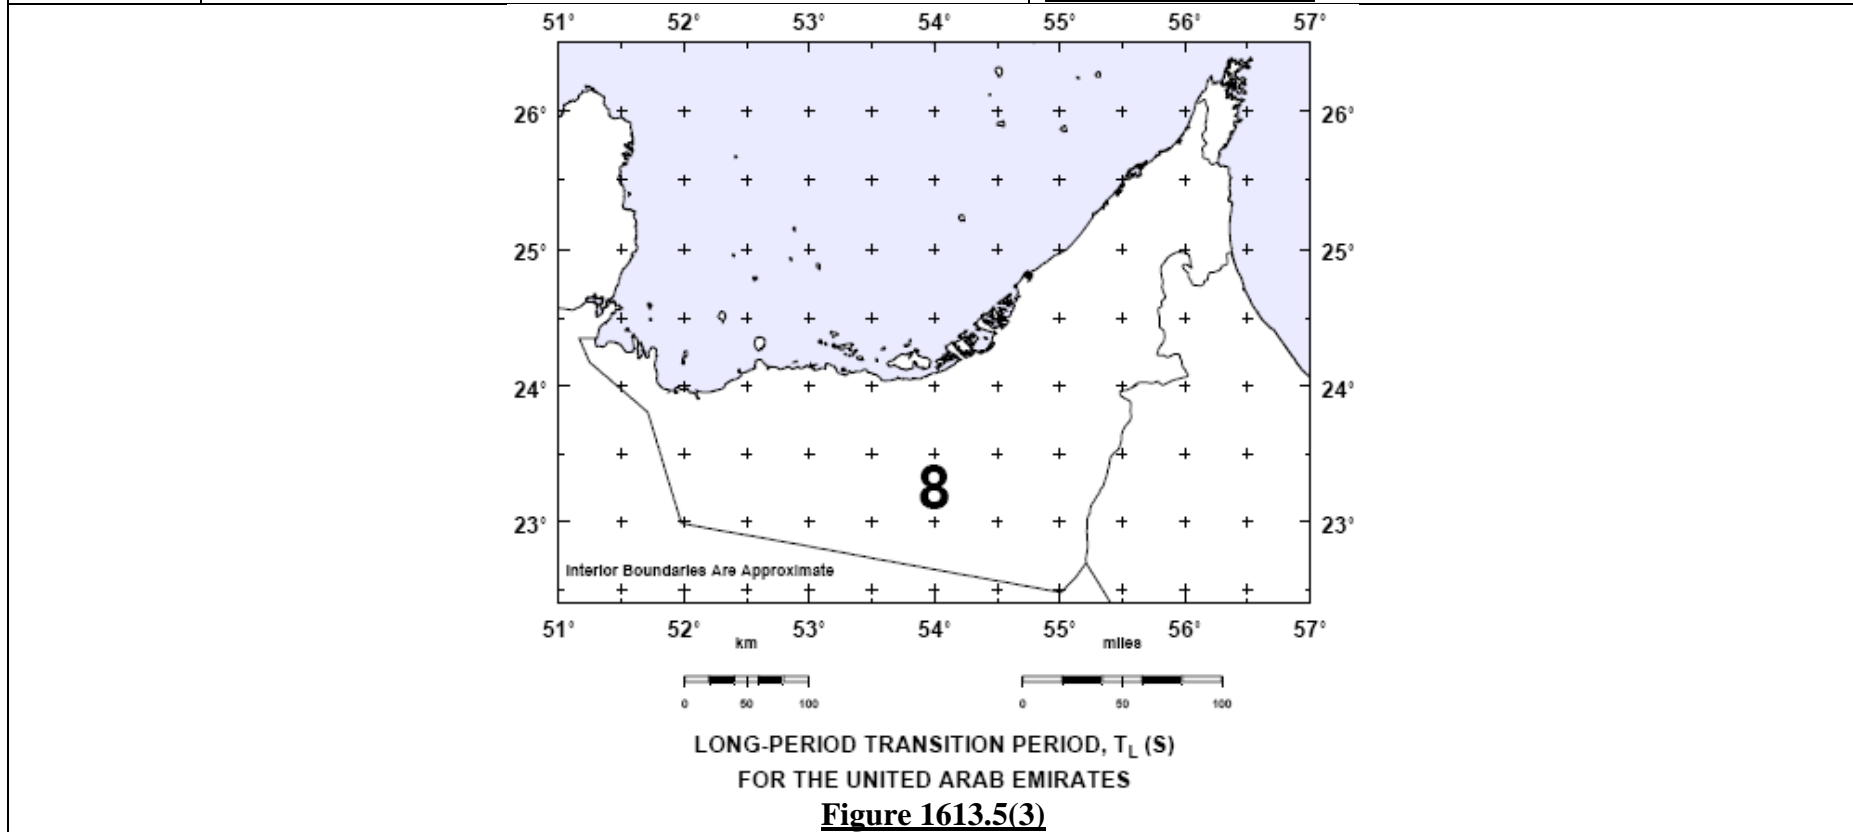 51° 52° 53° 54° 55° 56° 57°
26° 26°
25° 25°
24° 24°
8
23° 23°
Interior Boundaries Are Approximate
51° 52° 53° 54° 55° 56° 57°
km miles
0 50 100 0 50 100
LONG-PERIOD TRANSITION PERIOD, TL (S)
FOR THE UNITED ARAB EMIRATES
Figure 1613.5(3)